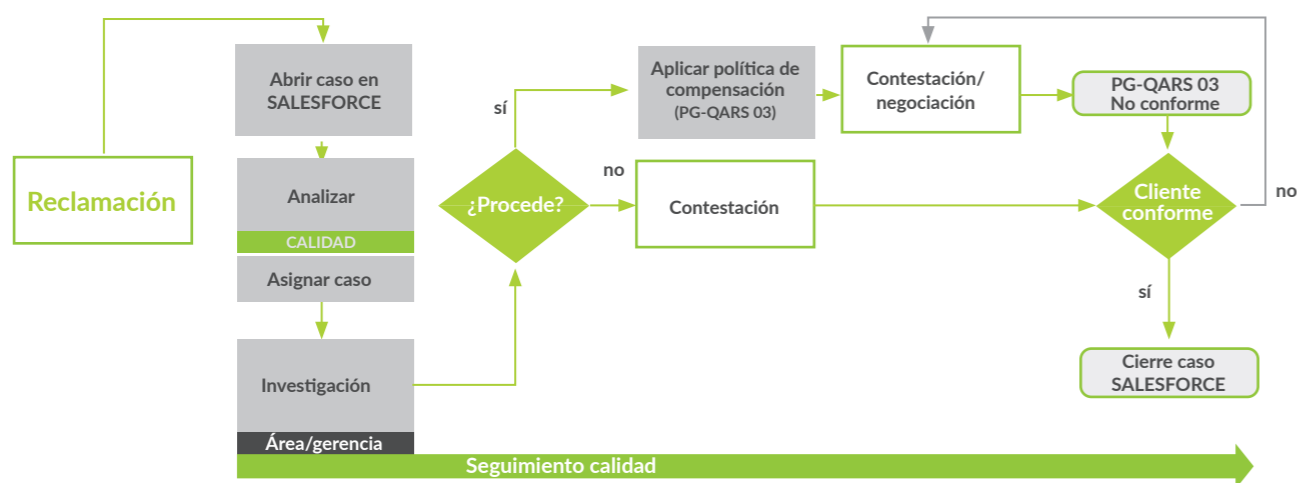 Reclamación
Abrir caso en
SALESFORCE
Analizar
CALIDAD
Asignar caso
Investigación
Área/gerencia
¿Procede?
sí
Aplicar política de
compensación
(PG-QARS 03)
Contestación/
negociación
PG-QARS 03
No conforme
no
Contestación
Cliente
conforme
no
sí
Cierre caso
SALESFORCE
Seguimiento calidad